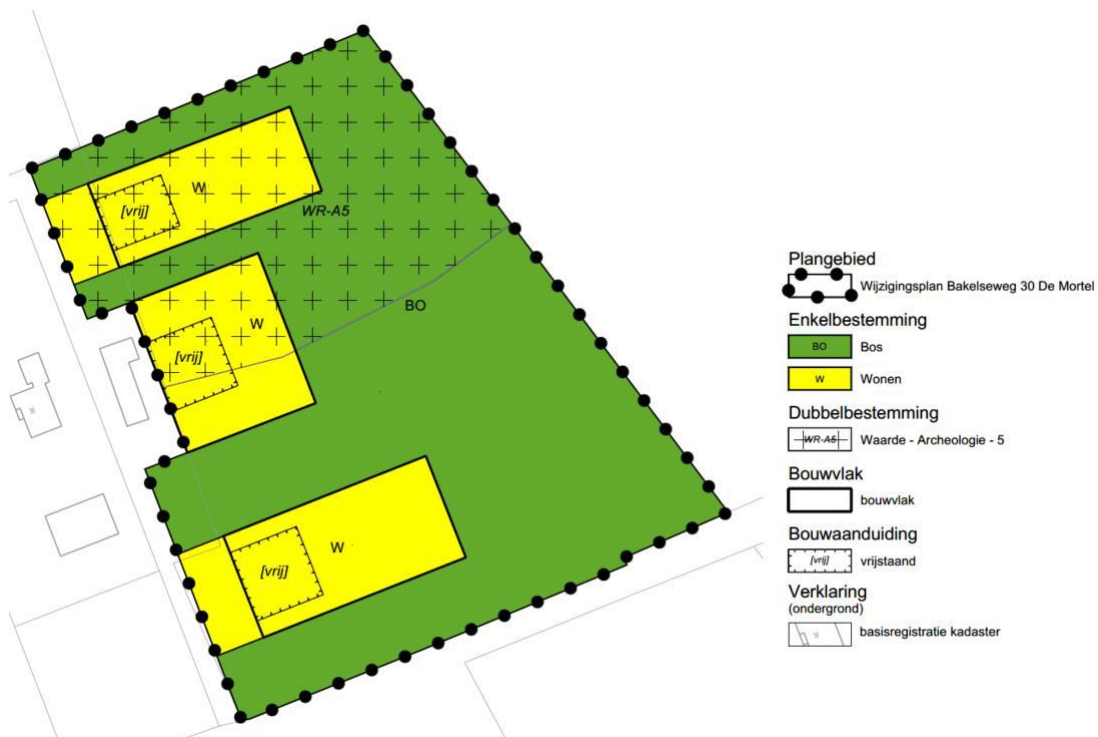 W
[vrij]
WR-A5
BO
W
[vrij]
W
[vrij]
Plangebied
Wijzigingsplan Bakelseweg 30 De Mortel
Enkelbestemming
BO Bos
W Wonen
Dubbelbestemming
WR-A5 Waarde - Archeologie - 5
Bouwvlak
bouwvlak
Bouwaanduiding
[vrij] vrijstaand
Verklaring
(ondergrond)
basisregistratie kadaster